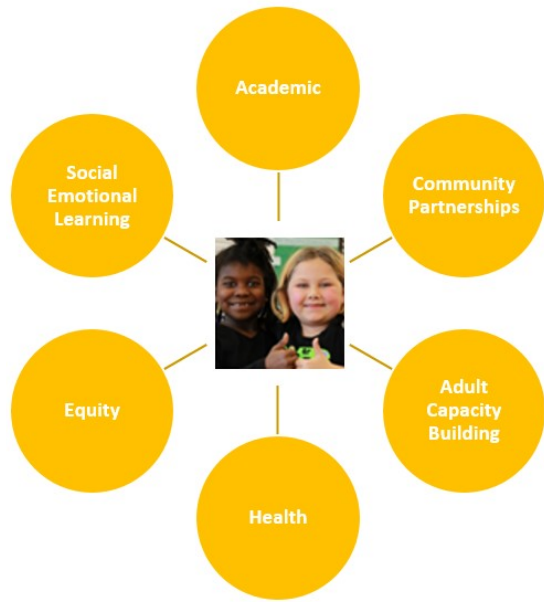 Academic
Community
Partnerships
Adult
Capacity
Building
Health
Equity
Social
Emotional
Learning